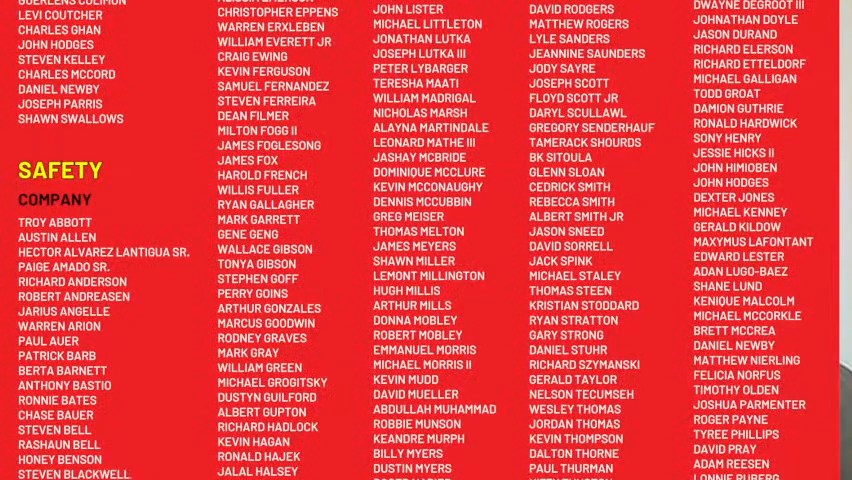 GUERLENS COLIMON
LEVI COUTCHER
CHARLES GHAN
JOHN HODGES
STEVEN KELLEY
CHARLES MCCORD
DANIEL NEWBY
JOSEPH PARRIS
SHAWN SWALLOWS
SAFETY
COMPANY
TROY ABBOTT
AUSTIN ALLEN
HECTOR ALVAREZ LANTIGUA SR.
PAIGE AMADO SR.
RICHARD ANDERSON
ROBERT ANDREASEN
JARIUS ANGELLE
WARREN ARION
PAUL AUER
PATRICK BARB
BERTA BARNETT
ANTHONY BASTIO
RONNIE BATES
CHASE BAUER
STEVEN BELL
RASHAUN BELL
HONEY BENSON
STEVEN BLACKWELL
CHRISTOPHER EPPENS
WARREN ERXLEBEN
WILLIAM EVERETT JR
CRAIG EWING
KEVIN FERGUSON
SAMUEL FERNANDEZ
STEVEN FERREIRA
DEAN FILMER
MILTON FOGG II
JAMES FOGLESONG
JAMES FOX
HAROLD FRENCH
WILLIS FULLER
RYAN GALLAGHER
MARK GARRETT
GENE GENG
WALLACE GIBSON
TONYA GIBSON
STEPHEN GOFF
PERRY GOINS
ARTHUR GONZALES
MARCUS GOODWIN
RODNEY GRAVES
MARK GRAY
WILLIAM GREEN
MICHAEL GROGITSKY
DUSTYN GUILFORD
ALBERT GUPTON
RICHARD HADLOCK
KEVIN HAGAN
RONALD HAJEK
JALAL HALSEY
JOHN LISTER
MICHAEL LITTLETON
JONATHAN LUTKA
JOSEPH LUTKA III
PETER LYBARGER
TERESHA MAATI
WILLIAM MADRIGAL
NICHOLAS MARSH
ALAYNA MARTINDALE
LEONARD MATHE III
JASHAY MCBRIDE
DOMINIQUE MCCLURE
KEVIN MCCONAUGHY
DENNIS MCCUBBIN
GREG MEISER
THOMAS MELTON
JAMES MEYERS
SHAWN MILLER
LEMONT MILLINGTON
HUGH MILLIS
ARTHUR MILLS
DONNA MOBLEY
ROBERT MOBLEY
EMMANUEL MORRIS
MICHAEL MORRIS II
KEVIN MUDD
DAVID MUELLER
ABDULLAH MUHAMMAD
ROBBIE MUNSON
KEANDRE MURPH
BILLY MYERS
DUSTIN MYERS
DAVID RODGERS
MATTHEW ROGERS
LYLE SANDERS
JEANNINE SAUNDERS
JODY SAYRE
JOSEPH SCOTT
FLOYD SCOTT JR
DARYL SCULLAWL
GREGORY SENDERHAUF
TAMERACK SHOURDS
BK SITOULA
GLENN SLOAN
CEDRICK SMITH
REBECCA SMITH
ALBERT SMITH JR
JASON SNEED
DAVID SORRELL
JACK SPINK
MICHAEL STALEY
THOMAS STEEN
KRISTIAN STODDARD
RYAN STRATTON
GARY STRONG
DANIEL STUHR
RICHARD SZYMANSKI
GERALD TAYLOR
NELSON TECUMSEH
WESLEY THOMAS
JORDAN THOMAS
KEVIN THOMPSON
DALTON THORNE
PAUL THURMAN
DWAYNE DEGROOT III
JOHNATHAN DOYLE
JASON DURAND
RICHARD ELERSON
RICHARD ETTELDORF
MICHAEL GALLIGAN
TODD GROAT
DAMION GUTHRIE
RONALD HARDWICK
SONY HENRY
JESSIE HICKS II
JOHN HIMIOBEN
JOHN HODGES
DEXTER JONES
MICHAEL KENNEY
GERALD KILDOW
MAXYMUS LAFONTANT
EDWARD LESTER
ADAN LUGO-BAEZ
SHANE LUND
KENIQUE MALCOLM
MICHAEL MCCORKLE
BRETT MCCREA
DANIEL NEWBY
MATTHEW NIERLING
FELICIA NORFUS
TIMOTHY OLDEN
JOSHUA PARMENTER
ROGER PAYNE
TYREE PHILLIPS
DAVID PRAY
ADAM REESEN
LONNIE RUBERG